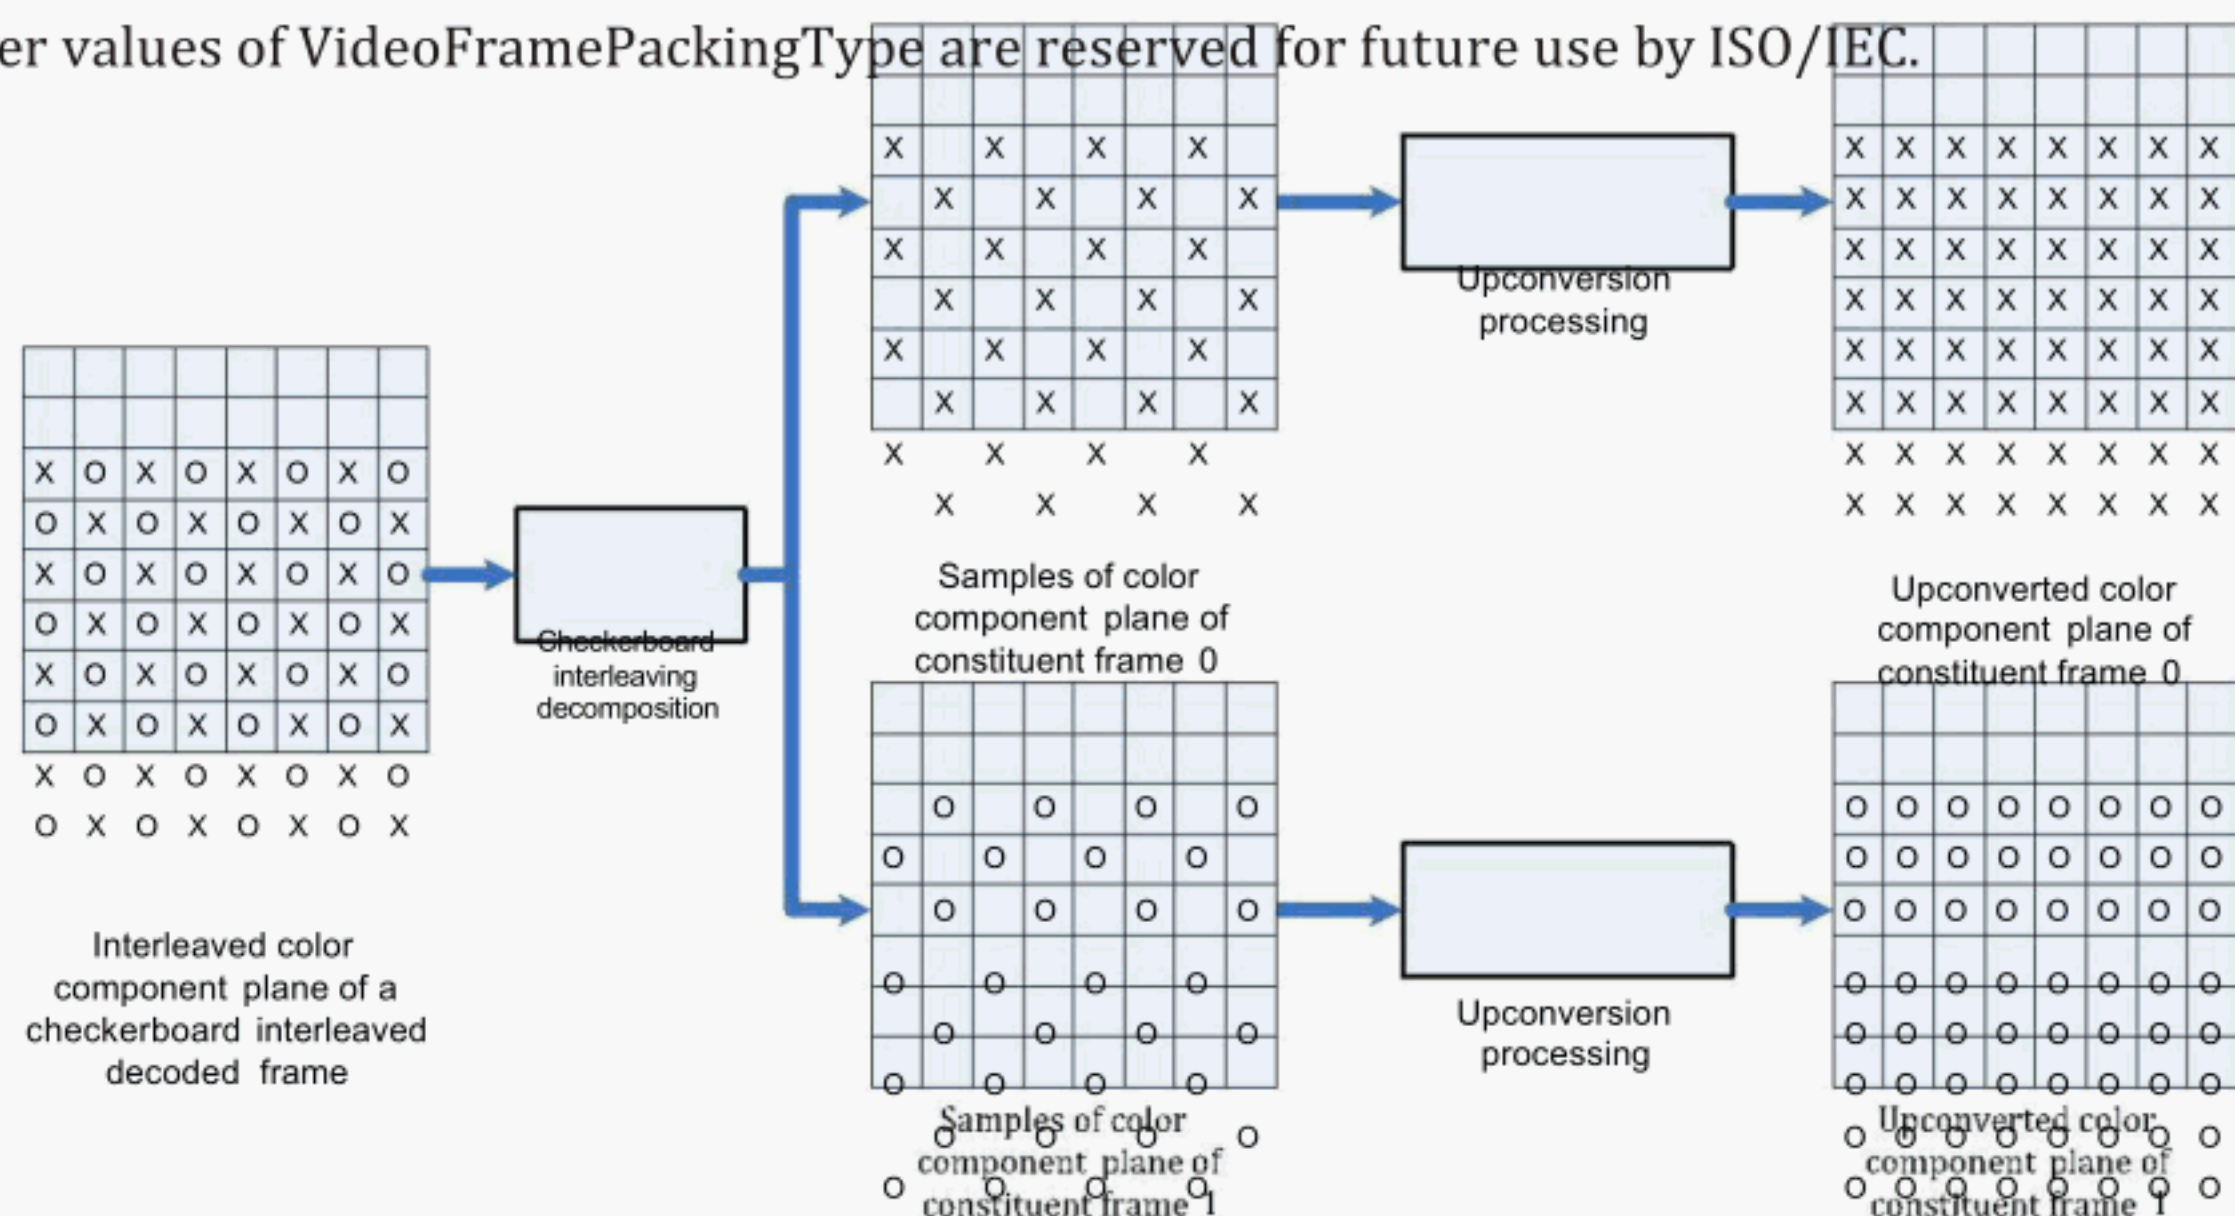 er values of VideoFramePackingType are reserved for future use by ISO/IEC.
X O X O X O X O
O X O X O X O X
X O X O X O X O
O X O X O X O X
X O X O X O X O
O X O X O X O X
X O X O X O X O
O X O X O X O X
Interleaved color
component plane of a
checkerboard interleaved
decoded frame
Checkerboard
interleaving
decomposition
X X X X
X X X X
X X X X
X X X X
X X X X
X X X X
X X X X
X X X X
Samples of color
component plane of
constituent frame 0
Upconversion
processing
X X X X X X X X
X X X X X X X X
X X X X X X X X
X X X X X X X X
X X X X X X X X
X X X X X X X X
X X X X X X X X
X X X X X X X X
Upconverted color
component plane of
constituent frame 0
O O O O
O O O O
O O O O
O O O O
O O O O
O O O O
O O O O
O O O O
Samples of color
component plane of
constituent frame 1
Upconversion
processing
O O O O O O O O
O O O O O O O O
O O O O O O O O
O O O O O O O O
O O O O O O O O
O O O O O O O O
O O O O O O O O
O O O O O O O O
Upconverted color
component plane of
constituent frame 1